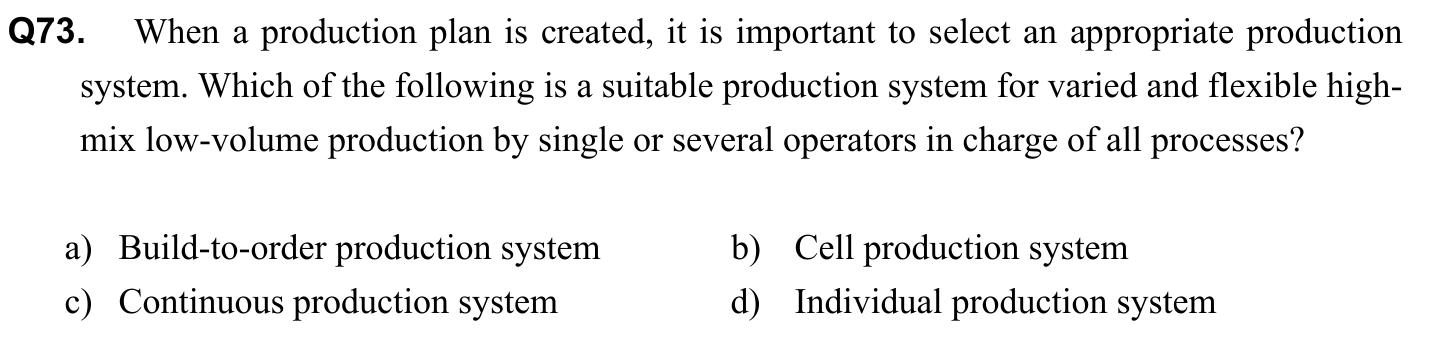 Q73. When a production plan is created, it is important to select an appropriate production
system. Which of the following is a suitable production system for varied and flexible high-
mix low-volume production by single or several operators in charge of all processes?
a) Build-to-order production system b) Cell production system
c) Continuous production system d) Individual production system